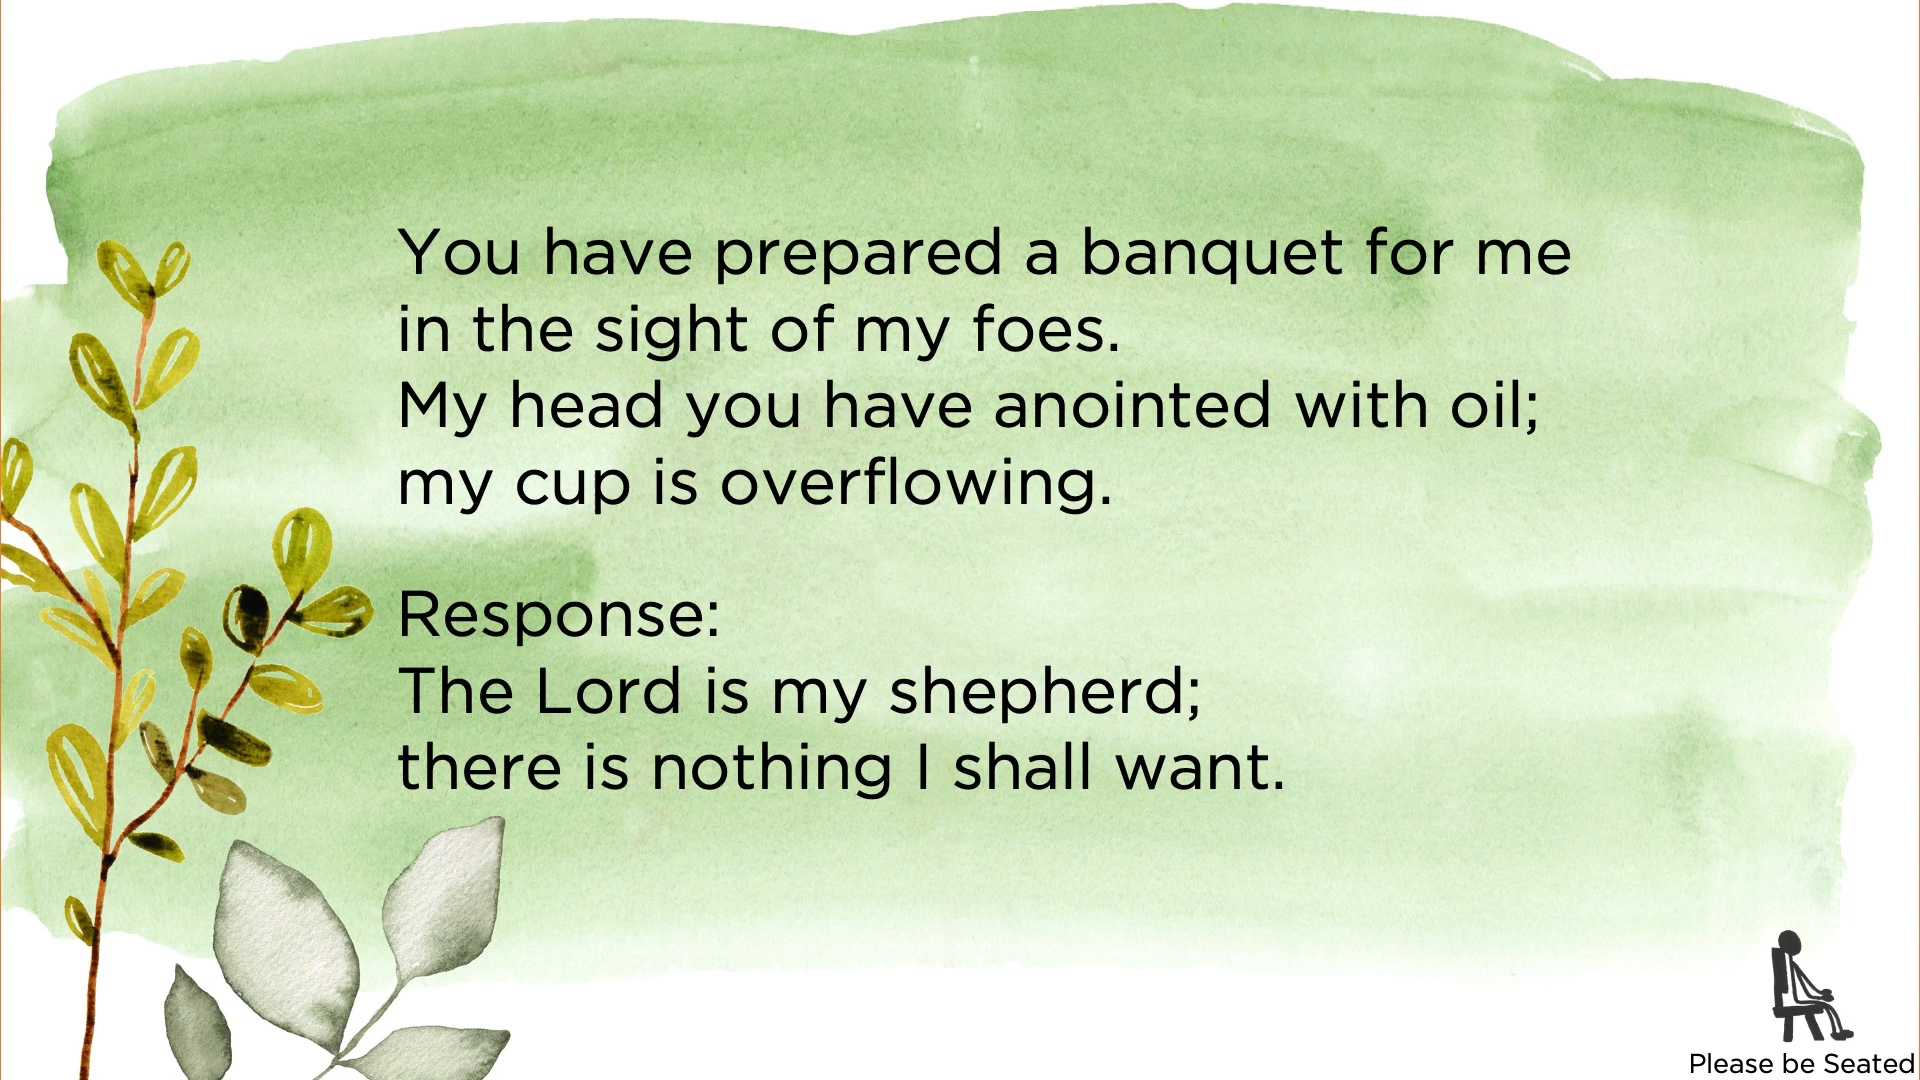 You have prepared a banquet for me
in the sight of my foes.
My head you have anointed with oil;
my cup is overflowing.
Response:
The Lord is my shepherd;
there is nothing I shall want.
Please be Seated